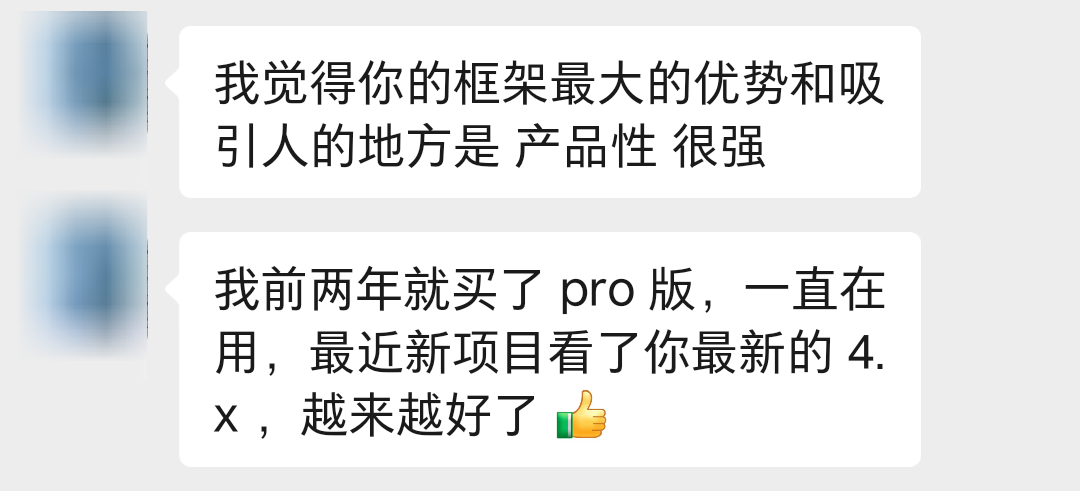 我觉得你的框架最大的优势和吸
引人的地方是 产品性 很强
我前两年就买了 pro 版，一直在
用，最近新项目看了你最新的 4.
x ，越来越好了 👍